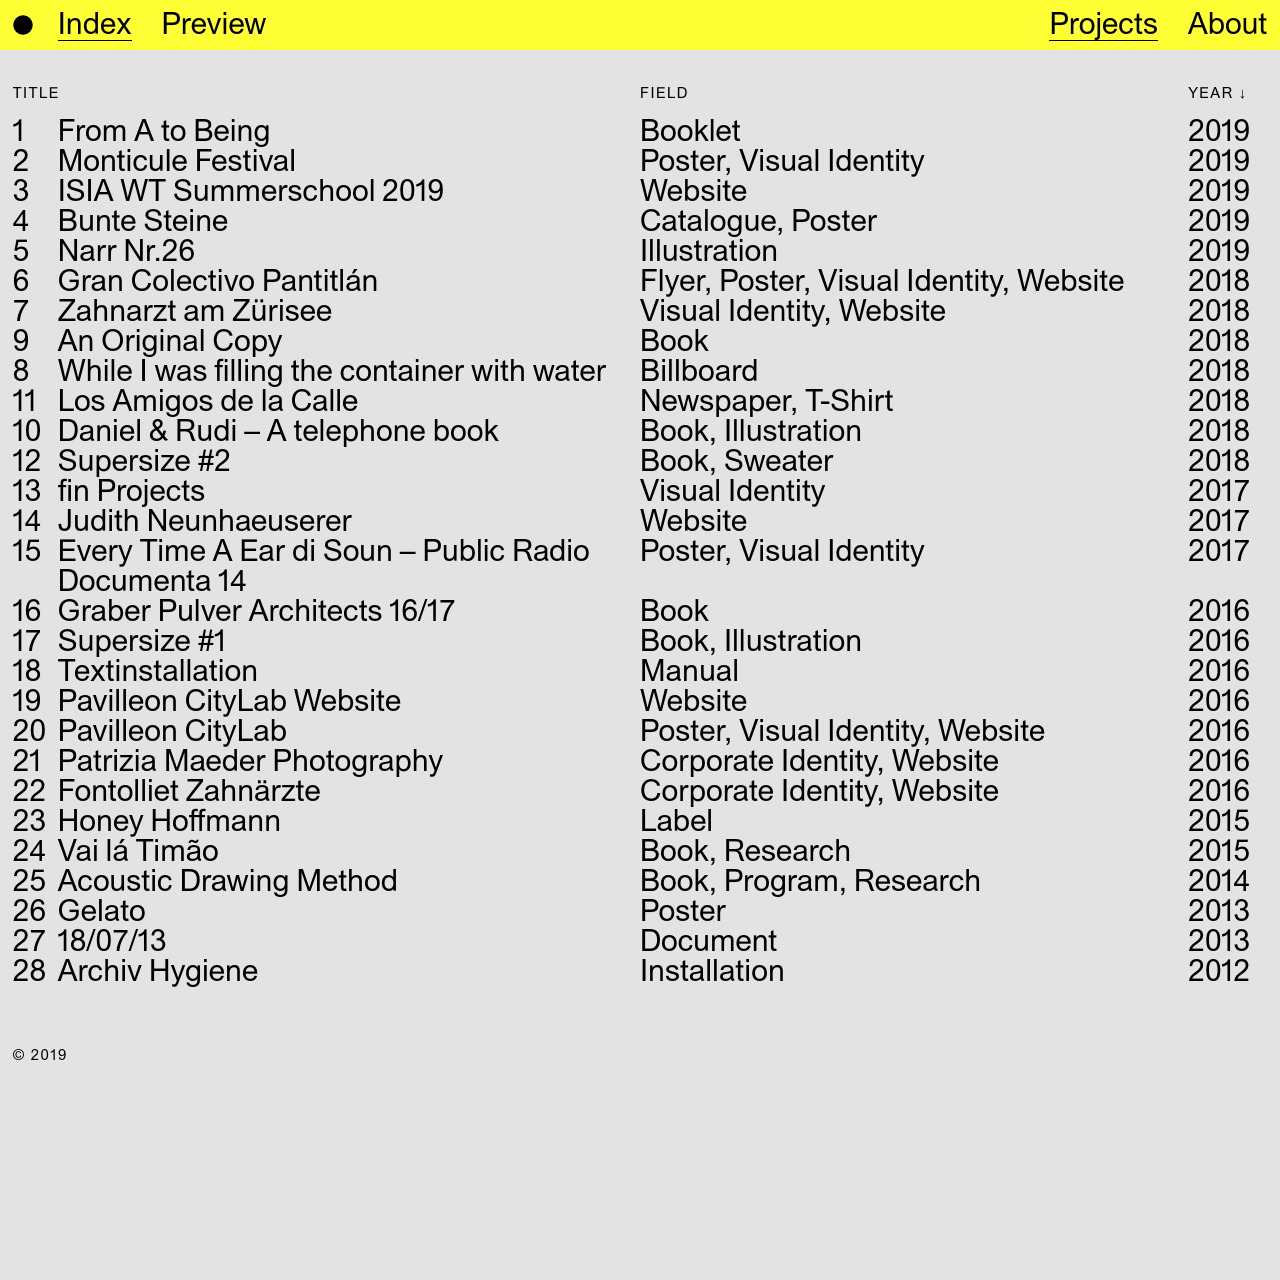 ● Index Preview Projects About
TITLE FIELD YEAR ↓
1 From A to Being Booklet 2019
2 Monticule Festival Poster, Visual Identity 2019
3 ISIA WT Summerschool 2019 Website 2019
4 Bunte Steine Catalogue, Poster 2019
5 Narr Nr.26 Illustration 2019
6 Gran Colectivo Pantitlán Flyer, Poster, Visual Identity, Website 2018
7 Zahnarzt am Zürisee Visual Identity, Website 2018
9 An Original Copy Book 2018
8 While I was filling the container with water Billboard 2018
11 Los Amigos de la Calle Newspaper, T-Shirt 2018
10 Daniel & Rudi – A telephone book Book, Illustration 2018
12 Supersize #2 Book, Sweater 2018
13 fin Projects Visual Identity 2017
14 Judith Neunhaeuserer Website 2017
15 Every Time A Ear di Soun – Public Radio Poster, Visual Identity 2017
Documenta 14
16 Graber Pulver Architects 16/17 Book 2016
17 Supersize #1 Book, Illustration 2016
18 Textinstallation Manual 2016
19 Pavilleon CityLab Website Website 2016
20 Pavilleon CityLab Poster, Visual Identity, Website 2016
21 Patrizia Maeder Photography Corporate Identity, Website 2016
22 Fontolliet Zahnärzte Corporate Identity, Website 2016
23 Honey Hoffmann Label 2015
24 Vai lá Timão Book, Research 2015
25 Acoustic Drawing Method Book, Program, Research 2014
26 Gelato Poster 2013
27 18/07/13 Document 2013
28 Archiv Hygiene Installation 2012
© 2019